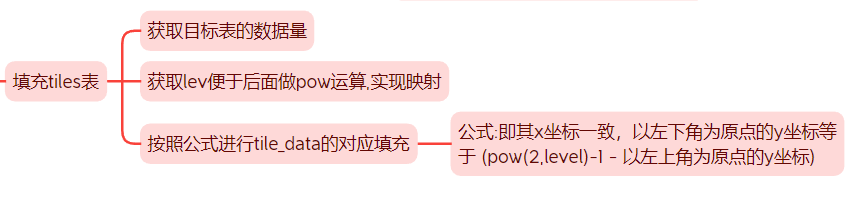 填充tiles表
获取目标表的数据量
获取lev便于后面做pow运算,实现映射
按照公式进行tile_data的对应填充
公式:即其x坐标一致，以左下角为原点的y坐标等
于 (pow(2,level)-1 - 以左上角为原点的y坐标)